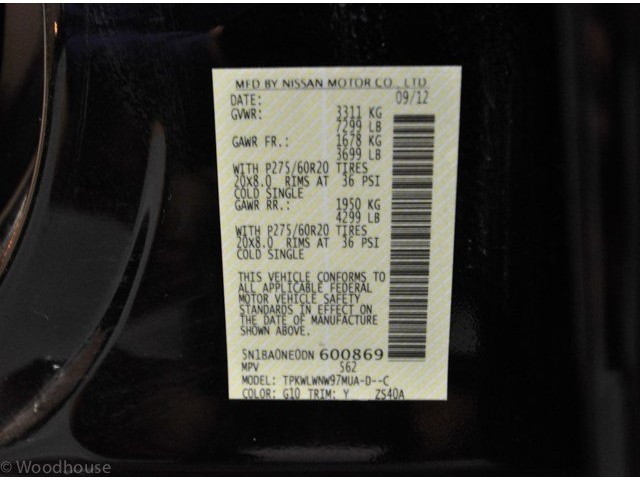 MFD BY NISSAN MOTOR CO., LTD.
DATE: 09/12
GVWR: 3311 KG
7299 LB
GAWR FR.: 1678 KG
3699 LB
WITH P275/60R20 TIRES
20X8.0 RIMS AT 36 PSI
COLD SINGLE
GAWR RR.: 1950 KG
4299 LB
WITH P275/60R20 TIRES
20X8.0 RIMS AT 36 PSI
COLD SINGLE
THIS VEHICLE CONFORMS TO
ALL APPLICABLE FEDERAL
MOTOR VEHICLE SAFETY
STANDARDS IN EFFECT ON
THE DATE OF MANUFACTURE
SHOWN ABOVE.
5N1BA0NE0DN 600869
MPV 562
MODEL: TPKWLWNW97MUA-D--C
COLOR: G10 TRIM: Y ZS40A
© Woodhouse